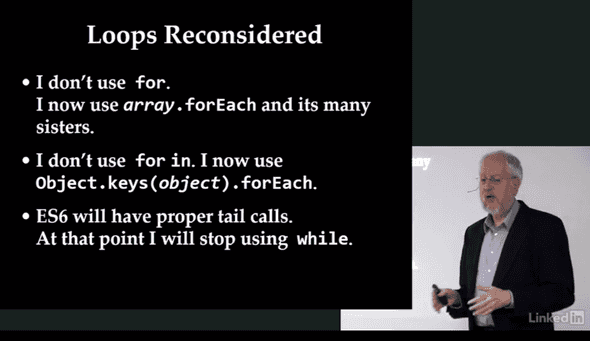 Loops Reconsidered
• I don't use for.
I now use array.forEach and its many
sisters.
• I don't use for in. I now use
Object.keys(object).forEach.
• ES6 will have proper tail calls.
At that point I will stop using while.
Linked in